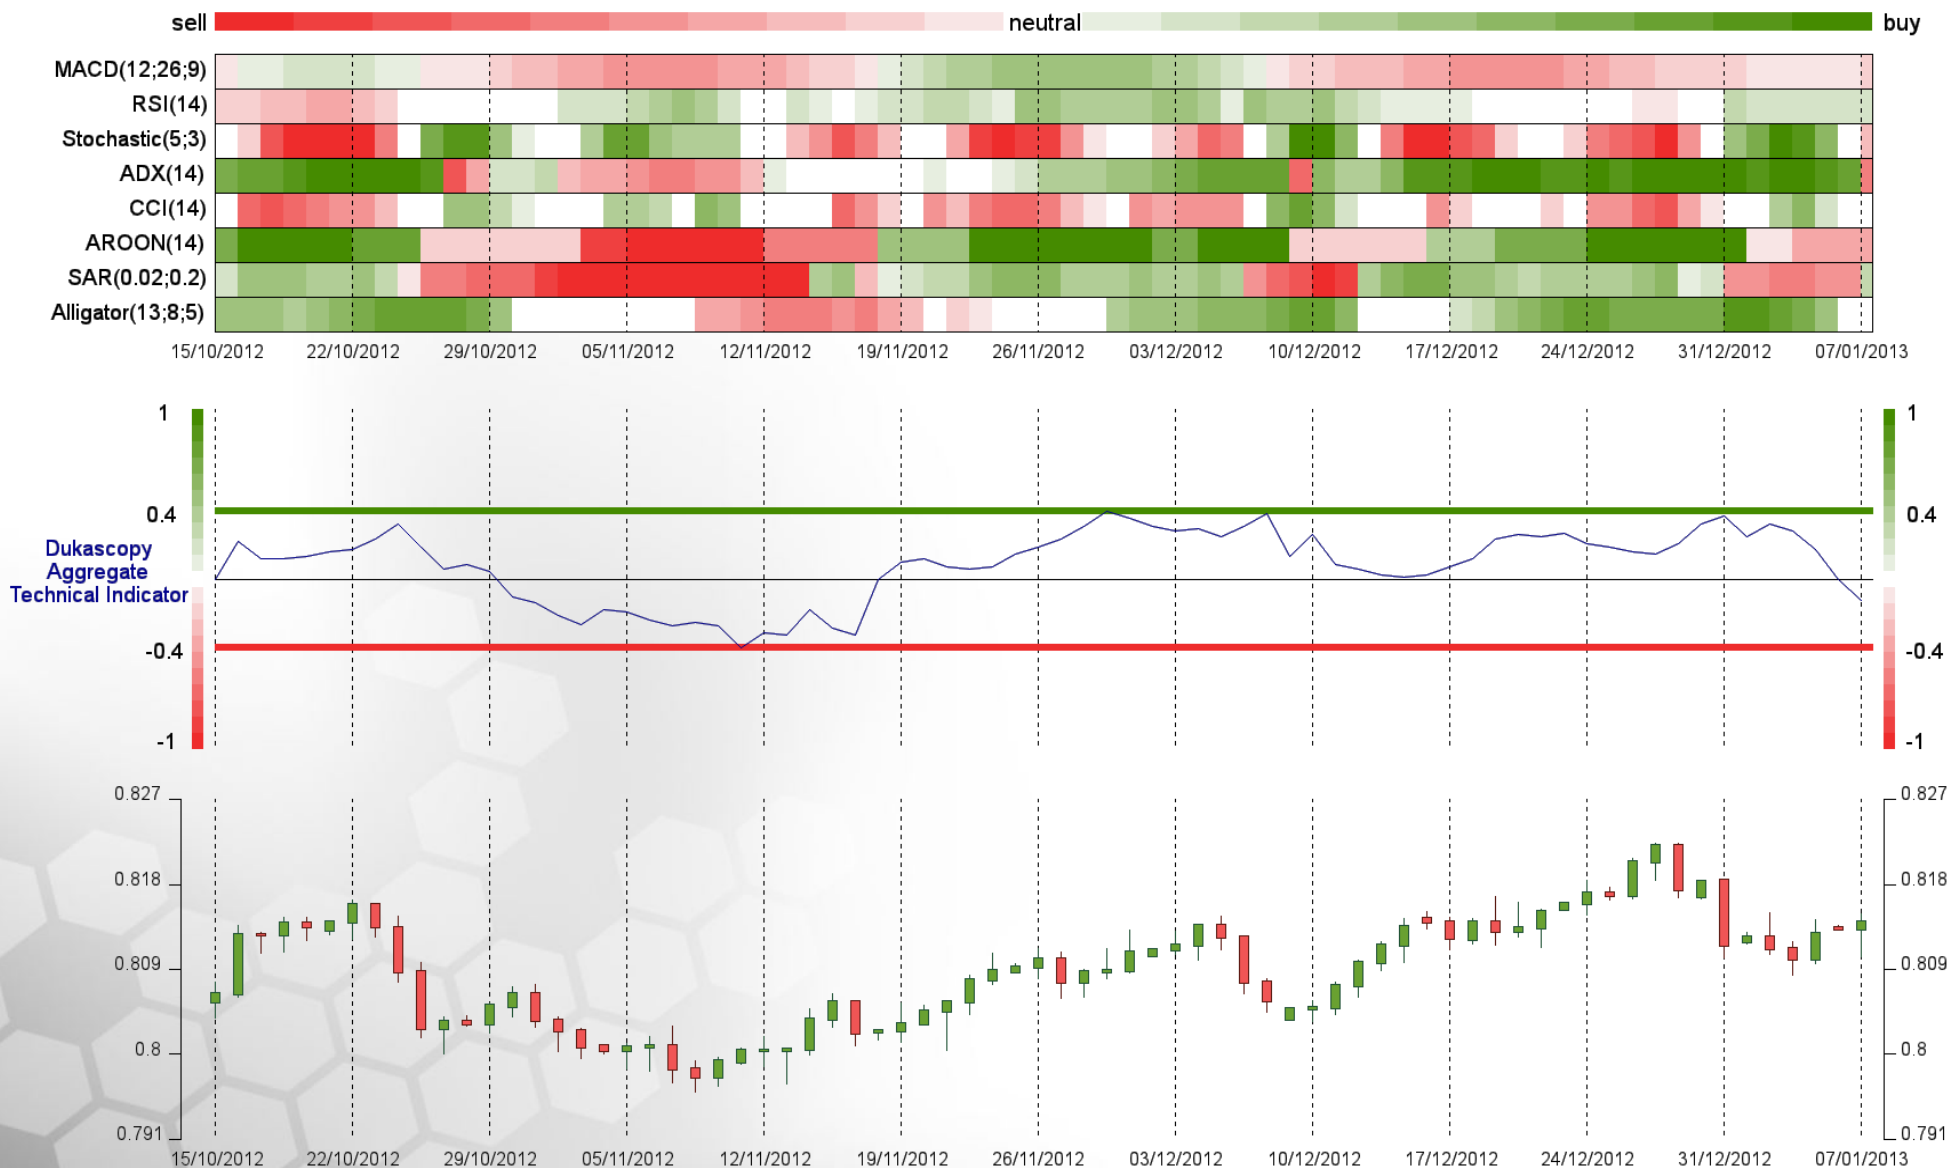 sell neutral buy
MACD(12;26;9)
RSI(14)
Stochastic(5;3)
ADX(14)
CCI(14)
AROON(14)
SAR(0.02;0.2)
Alligator(13;8;5)
15/10/2012 22/10/2012 29/10/2012 05/11/2012 12/11/2012 19/11/2012 26/11/2012 03/12/2012 10/12/2012 17/12/2012 24/12/2012 31/12/2012 07/01/2013
1 1
0.4 0.4
Dukascopy
Aggregate
Technical Indicator
-0.4 -0.4
-1 -1
0.827 0.827
0.818 0.818
0.809 0.809
0.8 0.8
0.791 0.791
15/10/2012 22/10/2012 29/10/2012 05/11/2012 12/11/2012 19/11/2012 26/11/2012 03/12/2012 10/12/2012 17/12/2012 24/12/2012 31/12/2012 07/01/2013